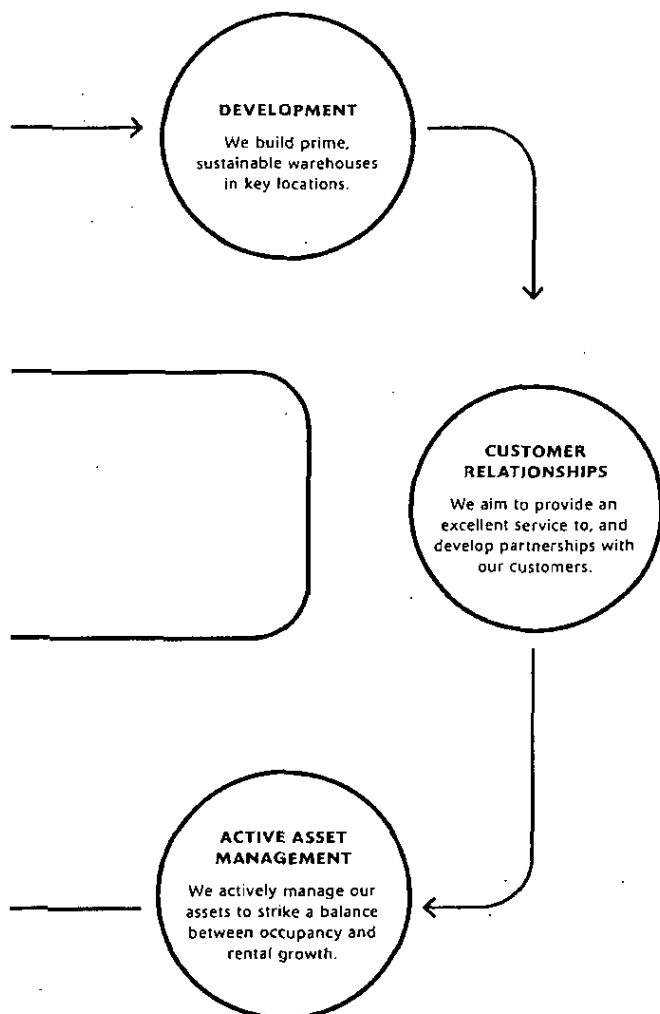 DEVELOPMENT
We build prime,
sustainable warehouses
in key locations.
CUSTOMER
RELATIONSHIPS
We aim to provide an
excellent service to, and
develop partnerships with
our customers.
ACTIVE ASSET
MANAGEMENT
We actively manage our
assets to strike a balance
between occupancy and
rental growth.